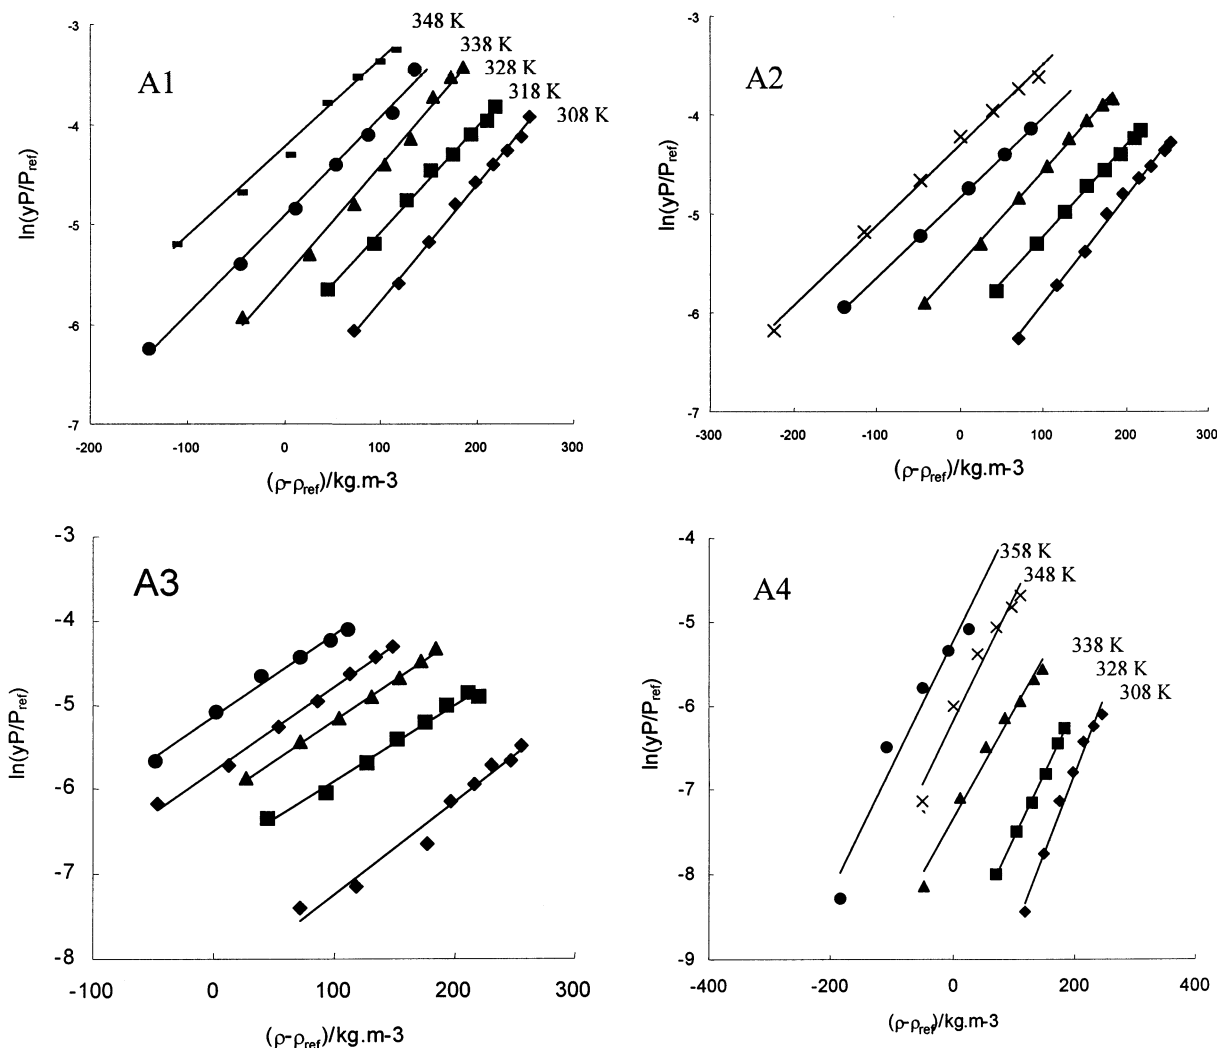 A1
ln(yP/Pref)
-3
-4
-5
-6
-7
348 K
338 K
328 K
318 K
308 K
-200
-100
0
100
200
300
(ρ-ρref)/kg.m-3
A2
ln(yP/Pref)
-3
-4
-5
-6
-7
-300
-200
-100
0
100
200
300
(ρ-ρref)/kg.m-3
A3
ln(yP/Pref)
-3
-4
-5
-6
-7
-8
-100
0
100
200
300
(ρ-ρref)/kg.m-3
A4
ln(yP/Pref)
-4
-5
-6
-7
-8
-9
358 K
348 K
338 K
328 K
308 K
-400
-200
0
200
400
(ρ-ρref)/kg.m-3